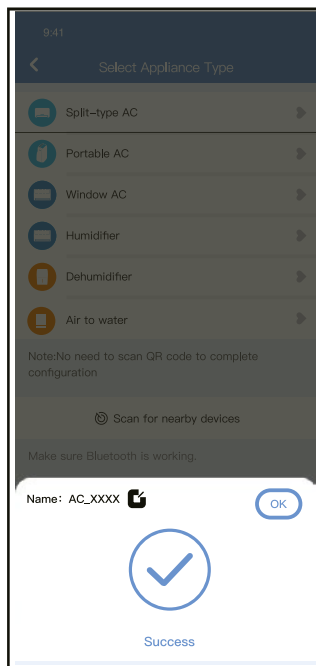 9:41
Select Appliance Type
Split-type AC
Portable AC
Window AC
Humidifier
Dehumidifier
Air to water
Note:No need to scan QR code to complete
configuration
Scan for nearby devices
Make sure Bluetooth is working.
Name: AC_XXXX
OK
Success